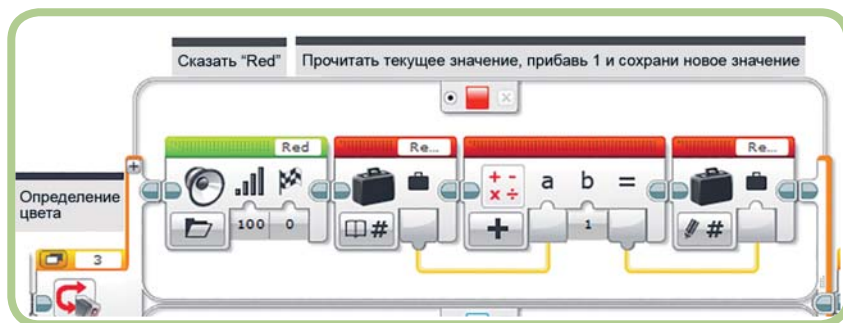 Сказать “Red”
Прочитать текущее значение, прибавь 1 и сохрани новое значение
Red
Re...
Re...
a b =
100 0
#
1
#
Определение
цвета
3